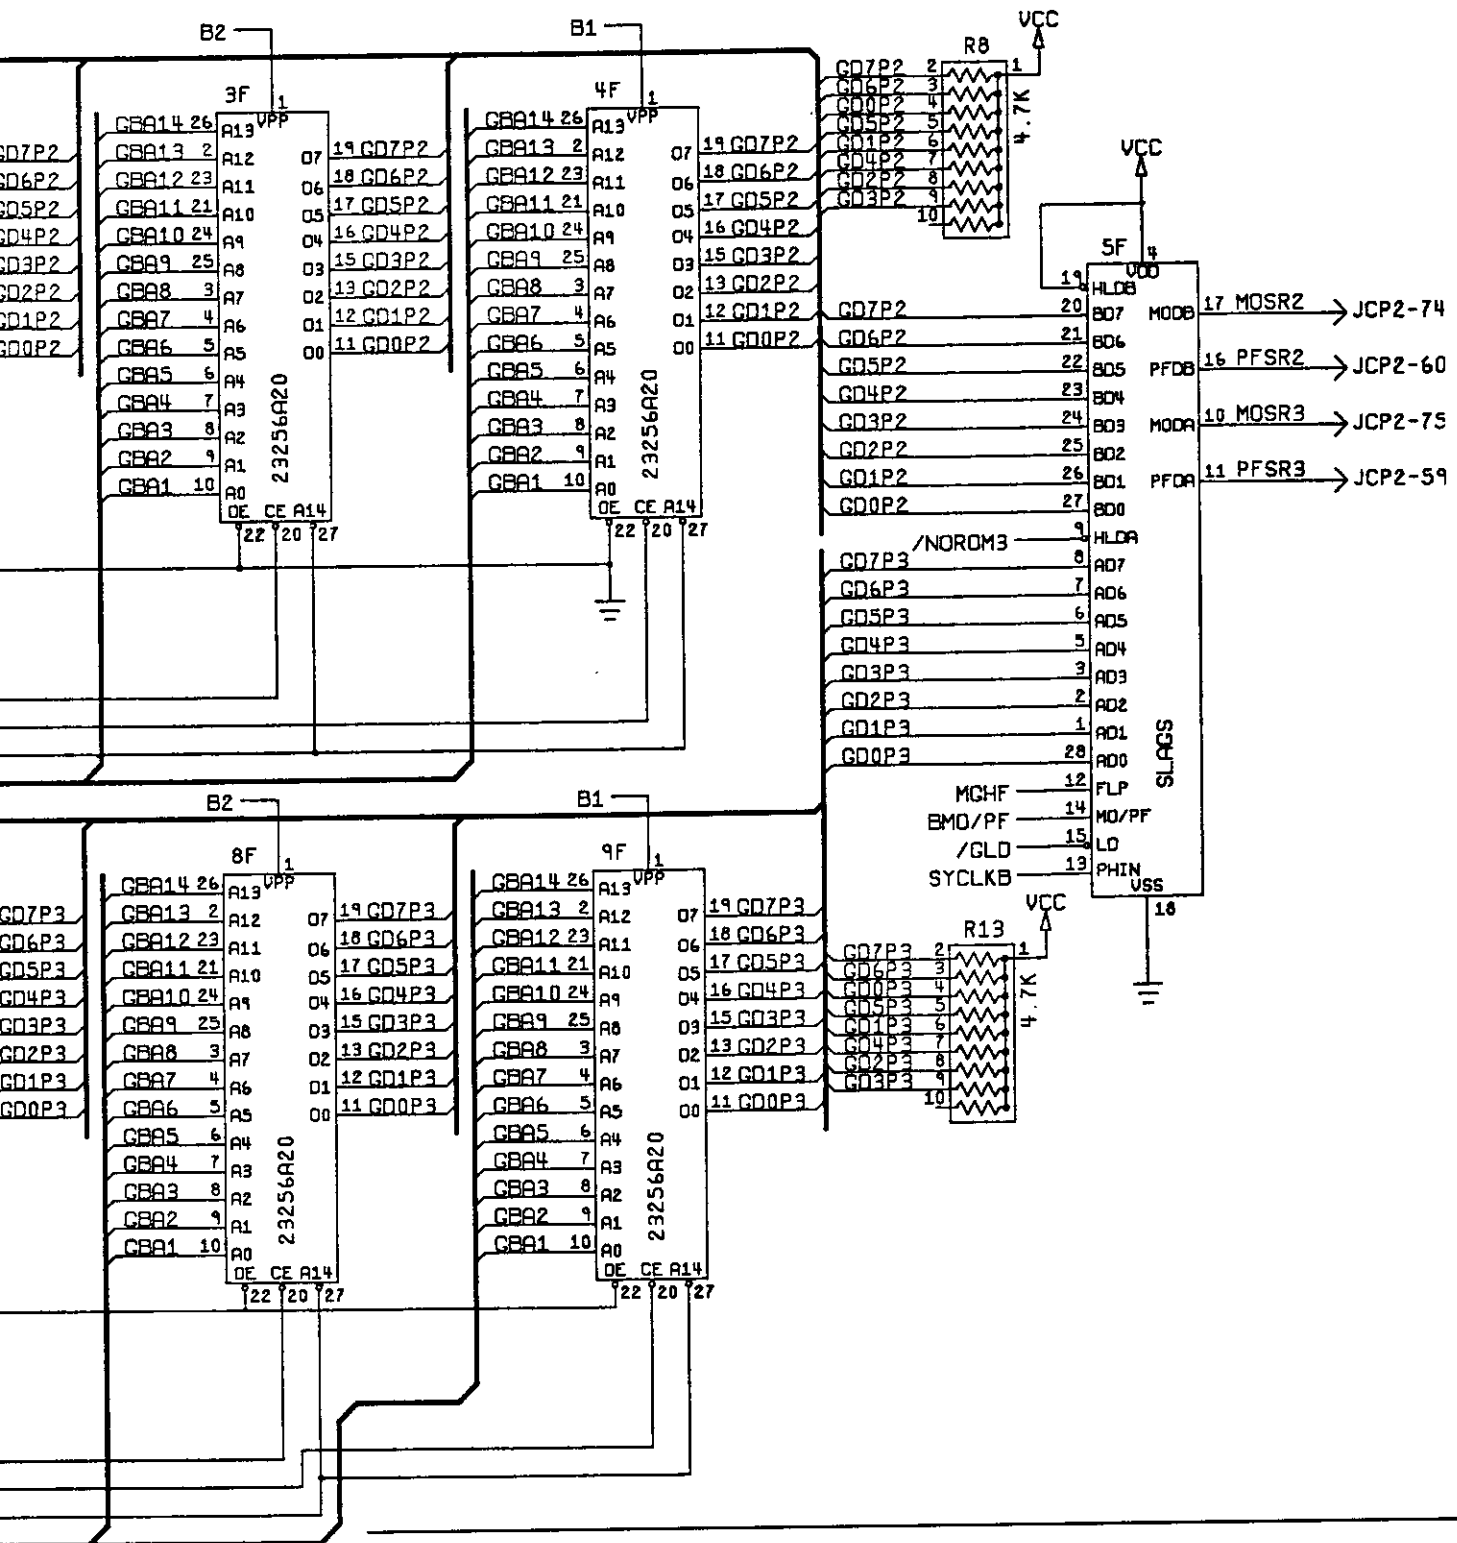 B2
3F
1
VPP
GBA14 26 A13
GBA13 2 A12
GBA12 23 A11
GBA11 21 A10
GBA10 24 A9
GBA9 25 A8
GBA8 3 A7
GBA7 4 A6
GBA6 5 A5
GBA5 6 A4
GBA4 7 A3
GBA3 8 A2
GBA2 9 A1
GBA1 10 A0
O7 19 GD7P2
O6 18 GD6P2
O5 17 GD5P2
O4 16 GD4P2
O3 15 GD3P2
O2 13 GD2P2
O1 12 GD1P2
O0 11 GD0P2
23256A20
OE CE A14
22 20 27
GD7P2
GD6P2
GD5P2
GD4P2
GD3P2
GD2P2
GD1P2
GD0P2
B1
4F
1
VPP
GBA14 26 A13
GBA13 2 A12
GBA12 23 A11
GBA11 21 A10
GBA10 24 A9
GBA9 25 A8
GBA8 3 A7
GBA7 4 A6
GBA6 5 A5
GBA5 6 A4
GBA4 7 A3
GBA3 8 A2
GBA2 9 A1
GBA1 10 A0
O7 19 GD7P2
O6 18 GD6P2
O5 17 GD5P2
O4 16 GD4P2
O3 15 GD3P2
O2 13 GD2P2
O1 12 GD1P2
O0 11 GD0P2
23256A20
OE CE A14
22 20 27
VCC
R8
1
4.7K
GD7P2 2
GD6P2 3
GD0P2 4
GD5P2 5
GD1P2 6
GD4P2 7
GD2P2 8
GD3P2 9
10
VCC
5F
4
VDD
19 HLDB
GD7P2 20 BD7
GD6P2 21 BD6
GD5P2 22 BD5
GD4P2 23 BD4
GD3P2 24 BD3
GD2P2 25 BD2
GD1P2 26 BD1
GD0P2 27 BD0
/NOROM3 9 HLDA
GD7P3 8 AD7
GD6P3 7 AD6
GD5P3 6 AD5
GD4P3 5 AD4
GD3P3 3 AD3
GD2P3 2 AD2
GD1P3 1 AD1
GD0P3 28 AD0
MGHF 12 FLP
BMO/PF 14 MO/PF
/GLD 15 LD
SYCLKB 13 PHIN
VSS
18
SLAGS
MODB 17 MOSR2 JCP2-74
PFDB 16 PFSR2 JCP2-60
MODA 10 MOSR3 JCP2-75
PFDA 11 PFSR3 JCP2-59
B2
8F
1
VPP
GBA14 26 A13
GBA13 2 A12
GBA12 23 A11
GBA11 21 A10
GBA10 24 A9
GBA9 25 A8
GBA8 3 A7
GBA7 4 A6
GBA6 5 A5
GBA5 6 A4
GBA4 7 A3
GBA3 8 A2
GBA2 9 A1
GBA1 10 A0
O7 19 GD7P3
O6 18 GD6P3
O5 17 GD5P3
O4 16 GD4P3
O3 15 GD3P3
O2 13 GD2P3
O1 12 GD1P3
O0 11 GD0P3
23256A20
OE CE A14
22 20 27
GD7P3
GD6P3
GD5P3
GD4P3
GD3P3
GD2P3
GD1P3
GD0P3
B1
9F
1
VPP
GBA14 26 A13
GBA13 2 A12
GBA12 23 A11
GBA11 21 A10
GBA10 24 A9
GBA9 25 A8
GBA8 3 A7
GBA7 4 A6
GBA6 5 A5
GBA5 6 A4
GBA4 7 A3
GBA3 8 A2
GBA2 9 A1
GBA1 10 A0
O7 19 GD7P3
O6 18 GD6P3
O5 17 GD5P3
O4 16 GD4P3
O3 15 GD3P3
O2 13 GD2P3
O1 12 GD1P3
O0 11 GD0P3
23256A20
OE CE A14
22 20 27
VCC
R13
1
4.7K
GD7P3 2
GD6P3 3
GD0P3 4
GD5P3 5
GD1P3 6
GD4P3 7
GD2P3 8
GD3P3 9
10